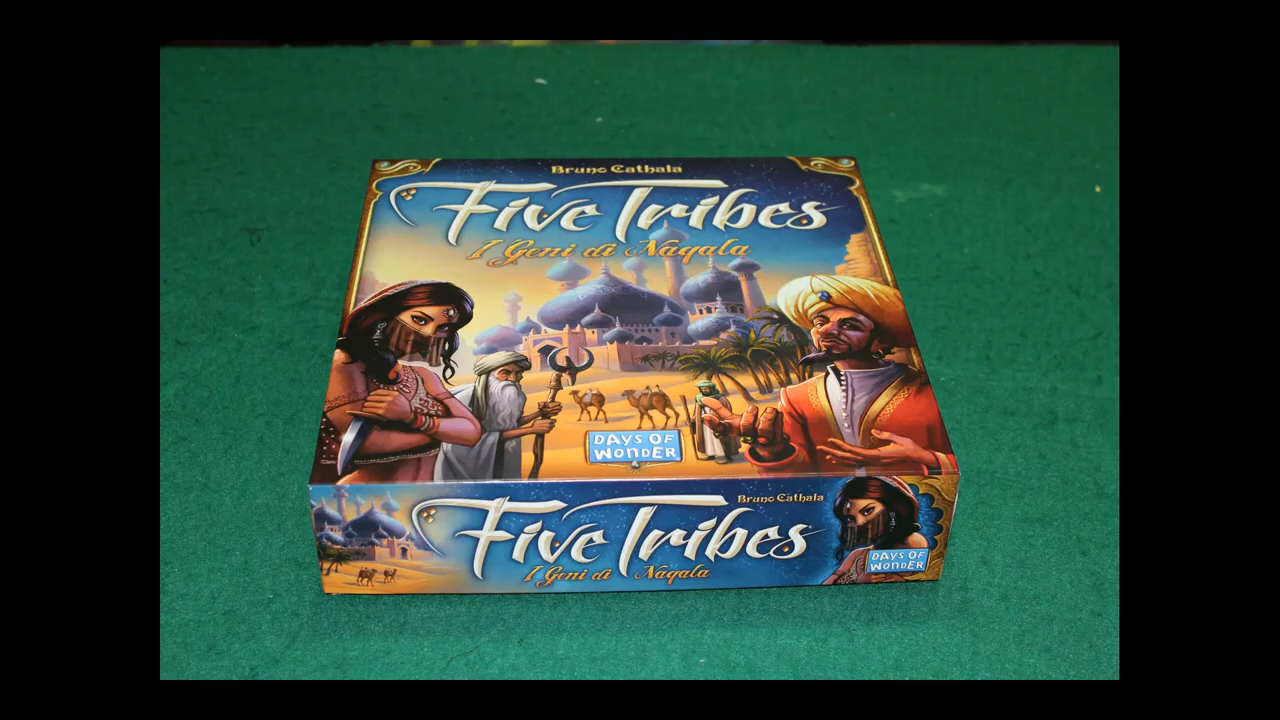 Bruno Cathala
Five Tribes
I Geni di Naqala
DAYS OF
WONDER
Bruno Cathala
Five Tribes
I Geni di Naqala
DAYS OF
WONDER